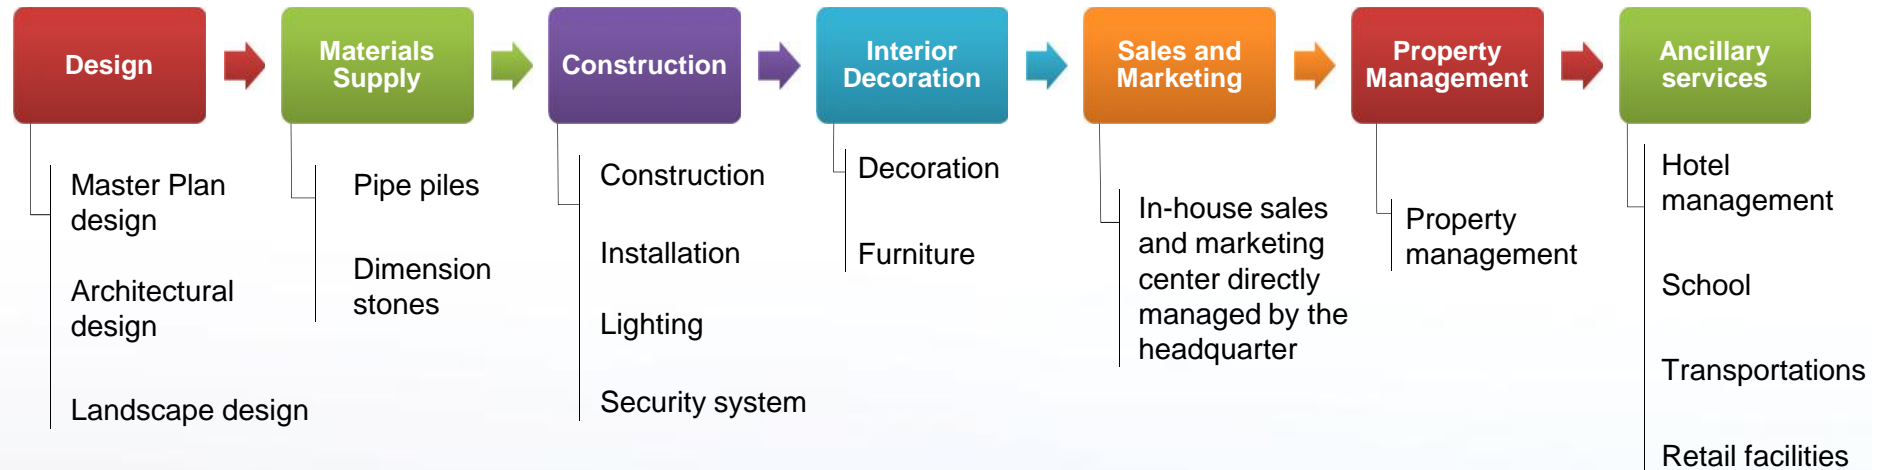 Design
Materials
Supply
Construction
Interior
Decoration
Sales and
Marketing
Property
Management
Ancillary
services
Master Plan
design
Architectural
design
Landscape design
Pipe piles
Dimension
stones
Construction
Installation
Lighting
Security system
Decoration
Furniture
In-house sales
and marketing
center directly
managed by the
headquarter
Property
management
Hotel
management
School
Transportations
Retail facilities